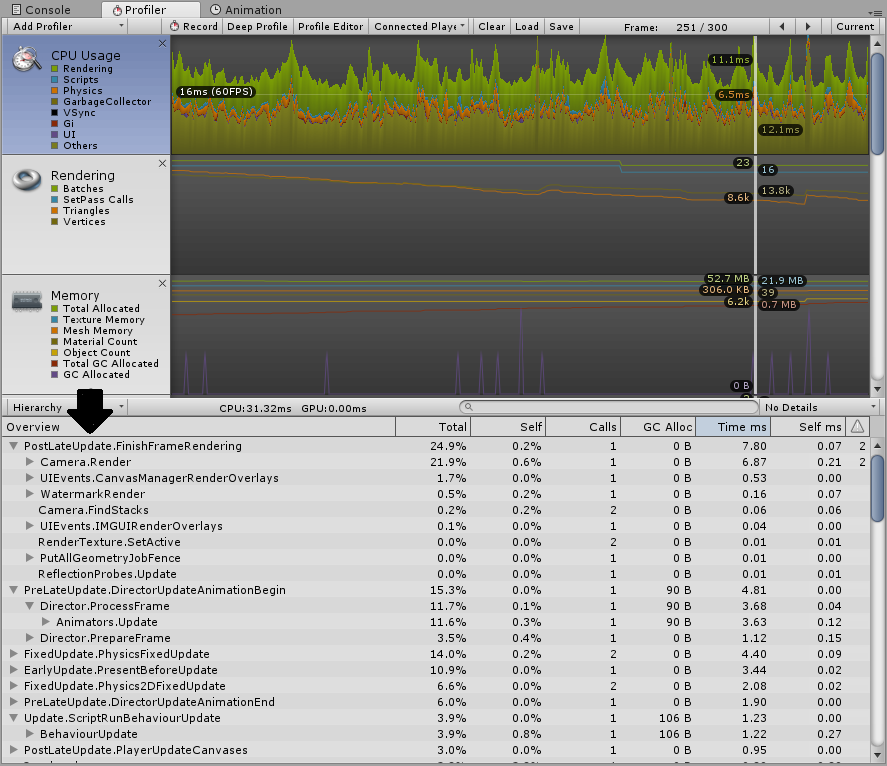 Console Profiler Animation
Add Profiler Record Deep Profile Profile Editor Connected Playe Clear Load Save Frame: 251 / 300 Current
CPU Usage
Rendering
Scripts
Physics
GarbageCollector
VSync
Gi
UI
Others
16ms (60FPS)
11.1ms
6.5ms
12.1ms
Rendering
Batches
SetPass Calls
Triangles
Vertices
23
16
13.8k
8.6k
Memory
Total Allocated
Texture Memory
Mesh Memory
Material Count
Object Count
Total GC Allocated
GC Allocated
52.7 MB
21.9 MB
306.0 KB
39
6.2k
0.7 MB
0 B
Hierarchy CPU:31.32ms GPU:0.00ms No Details
Overview Total Self Calls GC Alloc Time ms Self ms
PostLateUpdate.FinishFrameRendering 24.9% 0.2% 1 0 B 7.80 0.07 2
Camera.Render 21.9% 0.6% 1 0 B 6.87 0.21 2
UIEvents.CanvasManagerRenderOverlays 1.7% 0.0% 1 0 B 0.53 0.00
WatermarkRender 0.5% 0.2% 1 0 B 0.16 0.07
Camera.FindStacks 0.2% 0.2% 2 0 B 0.06 0.06
UIEvents.IMGUIRenderOverlays 0.1% 0.0% 1 0 B 0.04 0.00
RenderTexture.SetActive 0.0% 0.0% 2 0 B 0.01 0.01
PutAllGeometryJobFence 0.0% 0.0% 1 0 B 0.01 0.00
ReflectionProbes.Update 0.0% 0.0% 1 0 B 0.01 0.01
PreLateUpdate.DirectorUpdateAnimationBegin 15.3% 0.0% 1 90 B 4.81 0.00
Director.ProcessFrame 11.7% 0.1% 1 90 B 3.68 0.04
Animators.Update 11.6% 0.3% 1 90 B 3.63 0.12
Director.PrepareFrame 3.5% 0.4% 1 0 B 1.12 0.15
FixedUpdate.PhysicsFixedUpdate 14.0% 0.2% 2 0 B 4.40 0.09
EarlyUpdate.PresentBeforeUpdate 10.9% 0.0% 1 0 B 3.44 0.02
FixedUpdate.Physics2DFixedUpdate 6.6% 0.0% 2 0 B 2.08 0.02
PreLateUpdate.DirectorUpdateAnimationEnd 6.0% 0.0% 1 0 B 1.90 0.00
Update.ScriptRunBehaviourUpdate 3.9% 0.0% 1 106 B 1.23 0.00
BehaviourUpdate 3.9% 0.8% 1 106 B 1.22 0.27
PostLateUpdate.PlayerUpdateCanvases 3.0% 0.0% 1 0 B 0.95 0.00